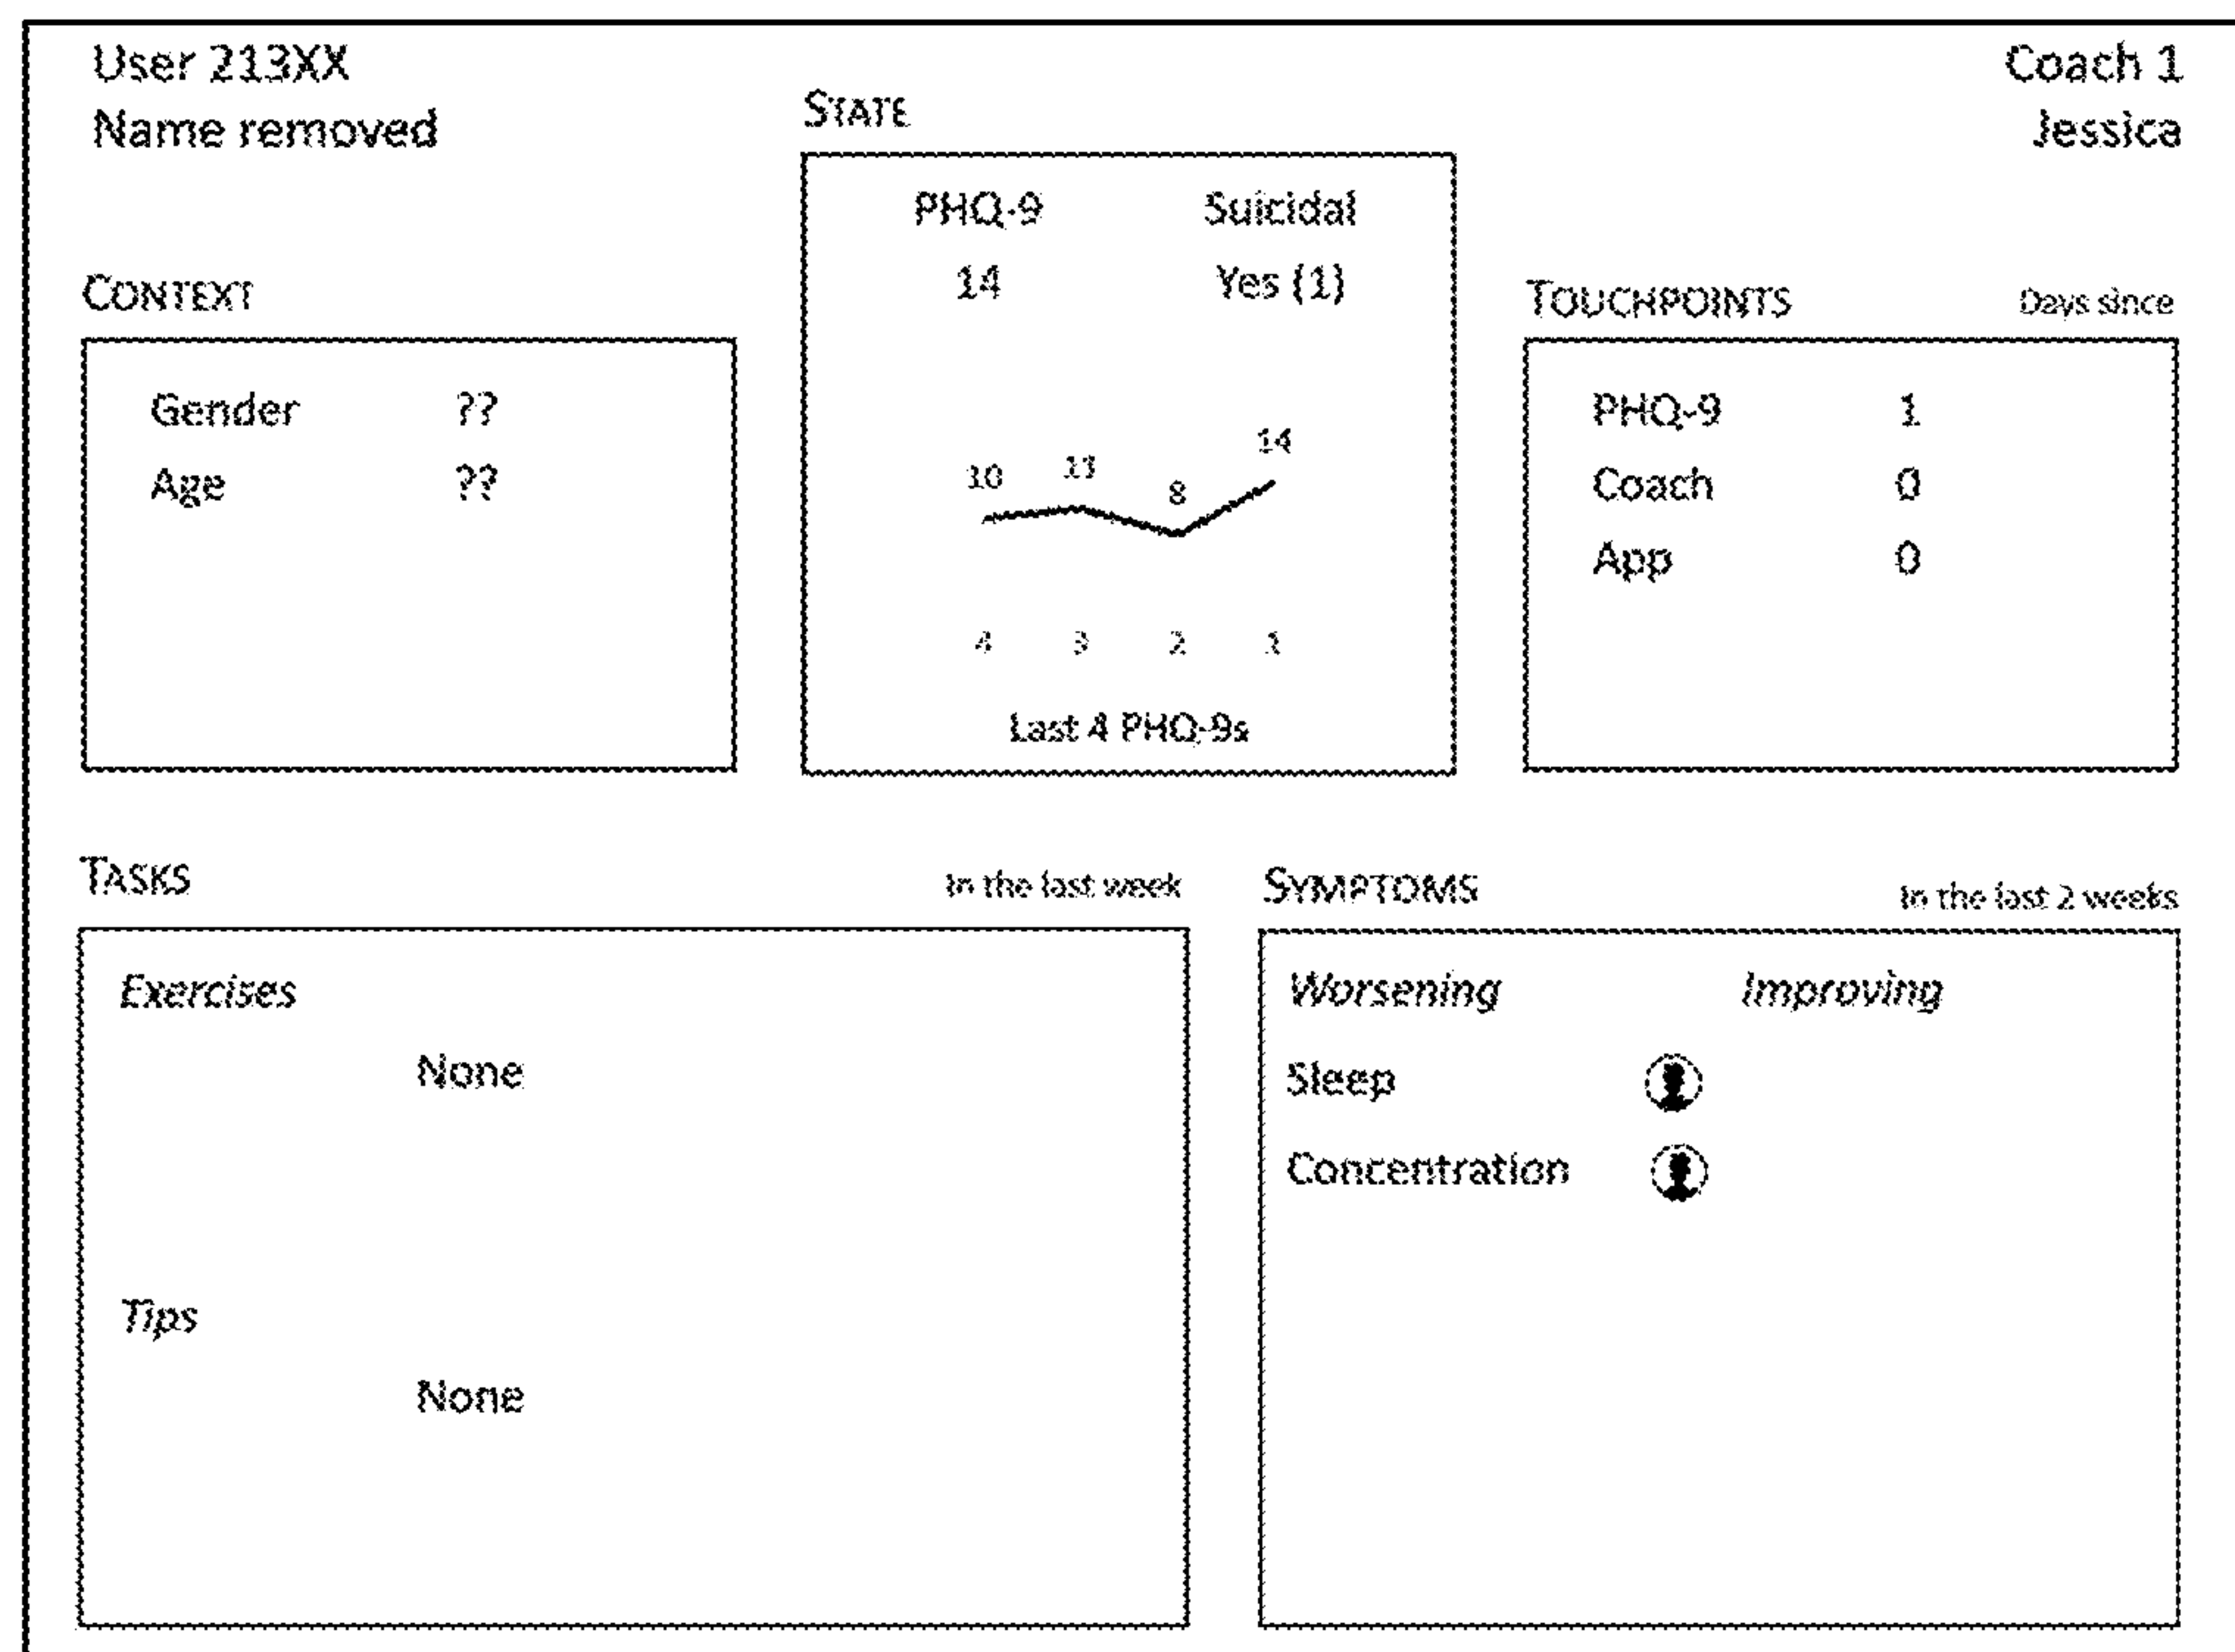 User 213XX
Name removed
Coach 1
Jessica
STATE
PHQ-9 Suicidal
14 Yes (1)
10 11 8 14
4 3 2 1
Last 4 PHQ-9s
CONTEXT
Gender ??
Age ??
TOUCHPOINTS Days since
PHQ-9 1
Coach 0
App 0
TASKS In the last week
Exercises
None
Tips
None
SYMPTOMS In the last 2 weeks
Worsening Improving
Sleep
Concentration